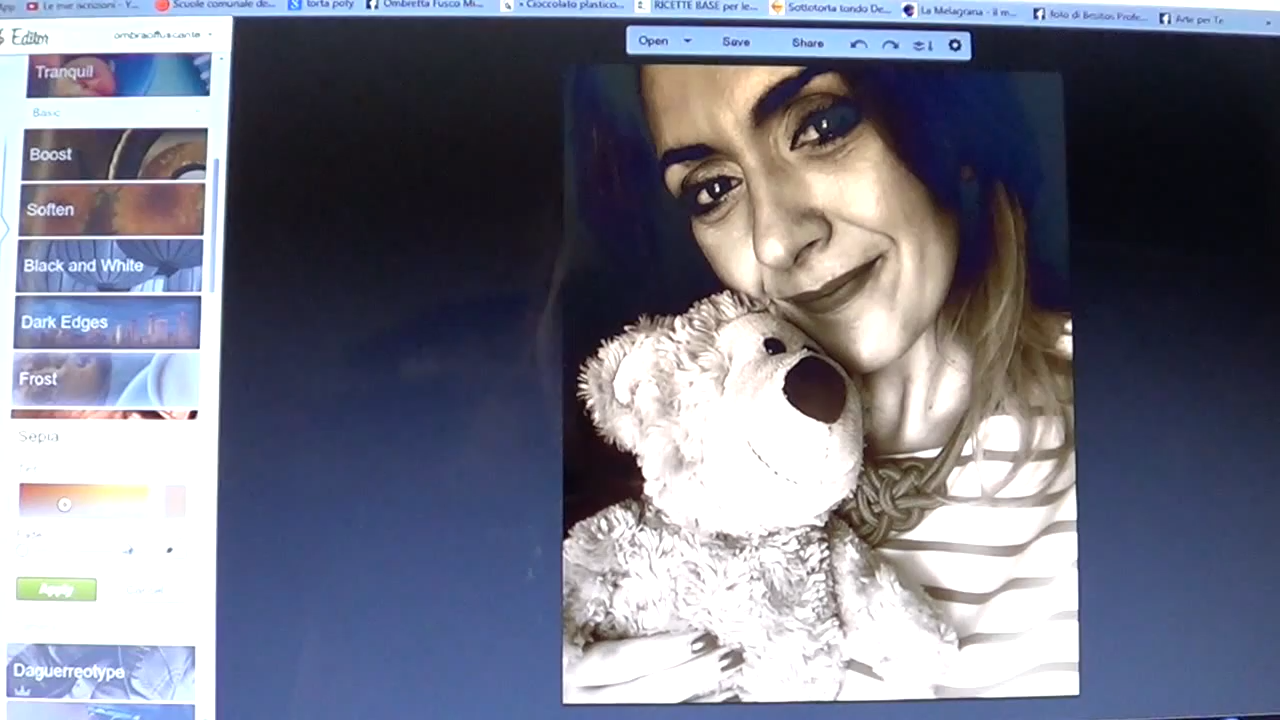 Le mie iscrizioni - Y...
Scuole comunale de...
torta pofy
Ombretta Fusco Mi...
Cioccolato plastico...
RICETTE BASE per le...
Sottotorta tondo De...
La Melagrana - il m...
foto di Besitos Profe...
Arte per Te
»
Editor
Open
Save
Share
Tranquil
Basic
Boost
Soften
Black and White
Dark Edges
Frost
Sepia
Fade
Apply
Daguerreotype